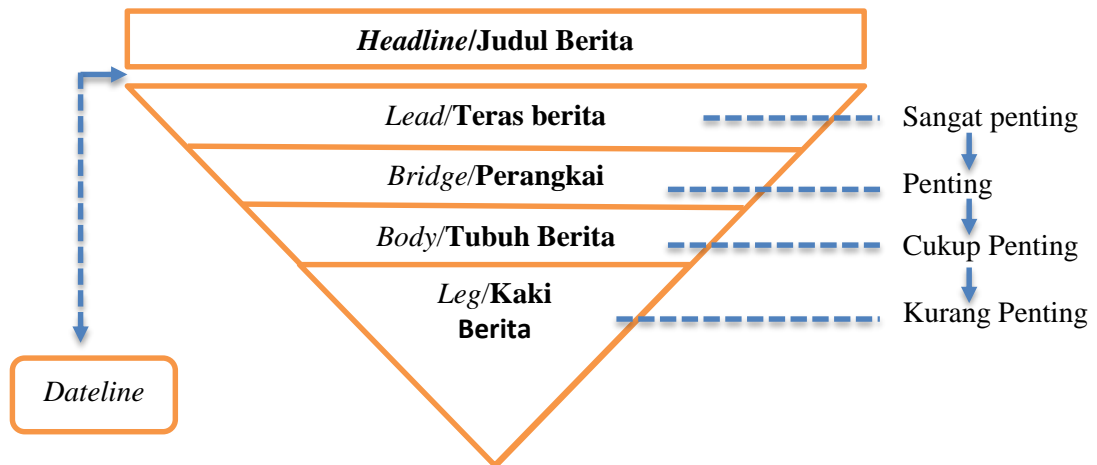 Headline/Judul Berita
Lead/Teras berita
Sangat penting
Bridge/Perangkai
Penting
Body/Tubuh Berita
Cukup Penting
Leg/Kaki
Berita
Kurang Penting
Dateline